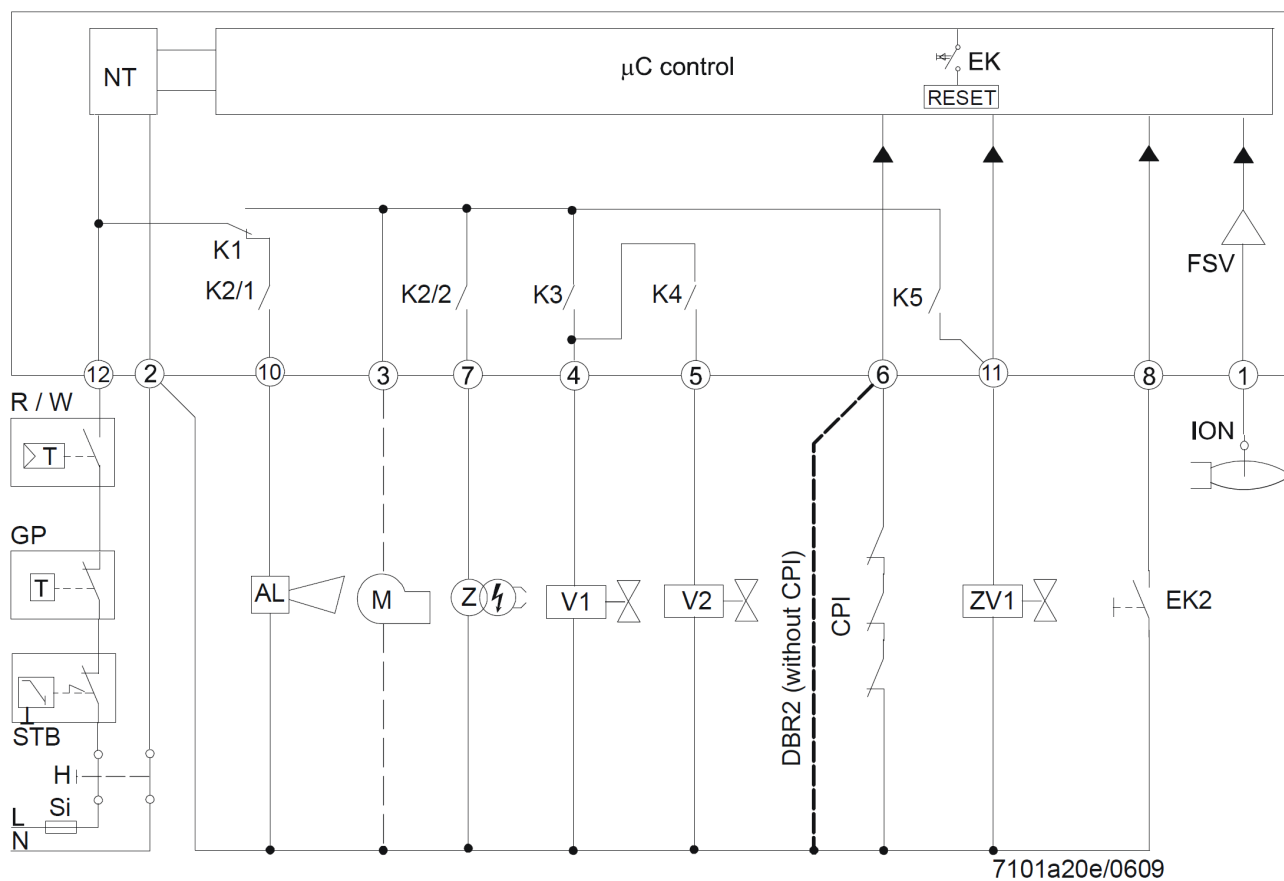 NT
μC control
EK
RESET
FSV
K1
K2/1
K2/2
K3
K4
K5
12
2
10
3
7
4
5
6
11
8
1
R / W
T
GP
T
STB
H
Si
L
N
AL
M
Z
V1
V2
DBR2 (without CPI)
CPI
ZV1
EK2
ION
7101a20e/0609